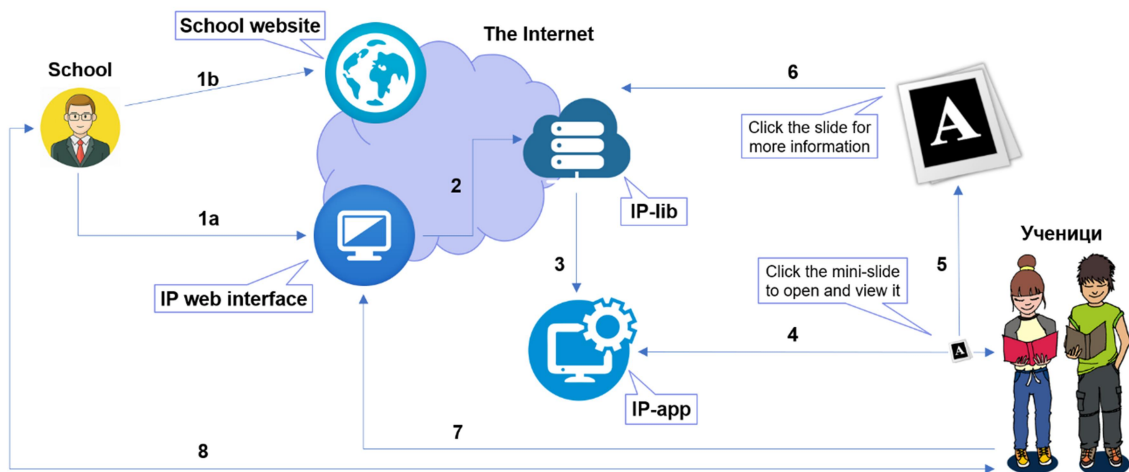 School website
The Internet
School
1b
6
Click the slide for
more information
A
2
IP-lib
1a
Ученици
3
5
Click the mini-slide
to open and view it
IP web interface
4
A
IP-app
7
8